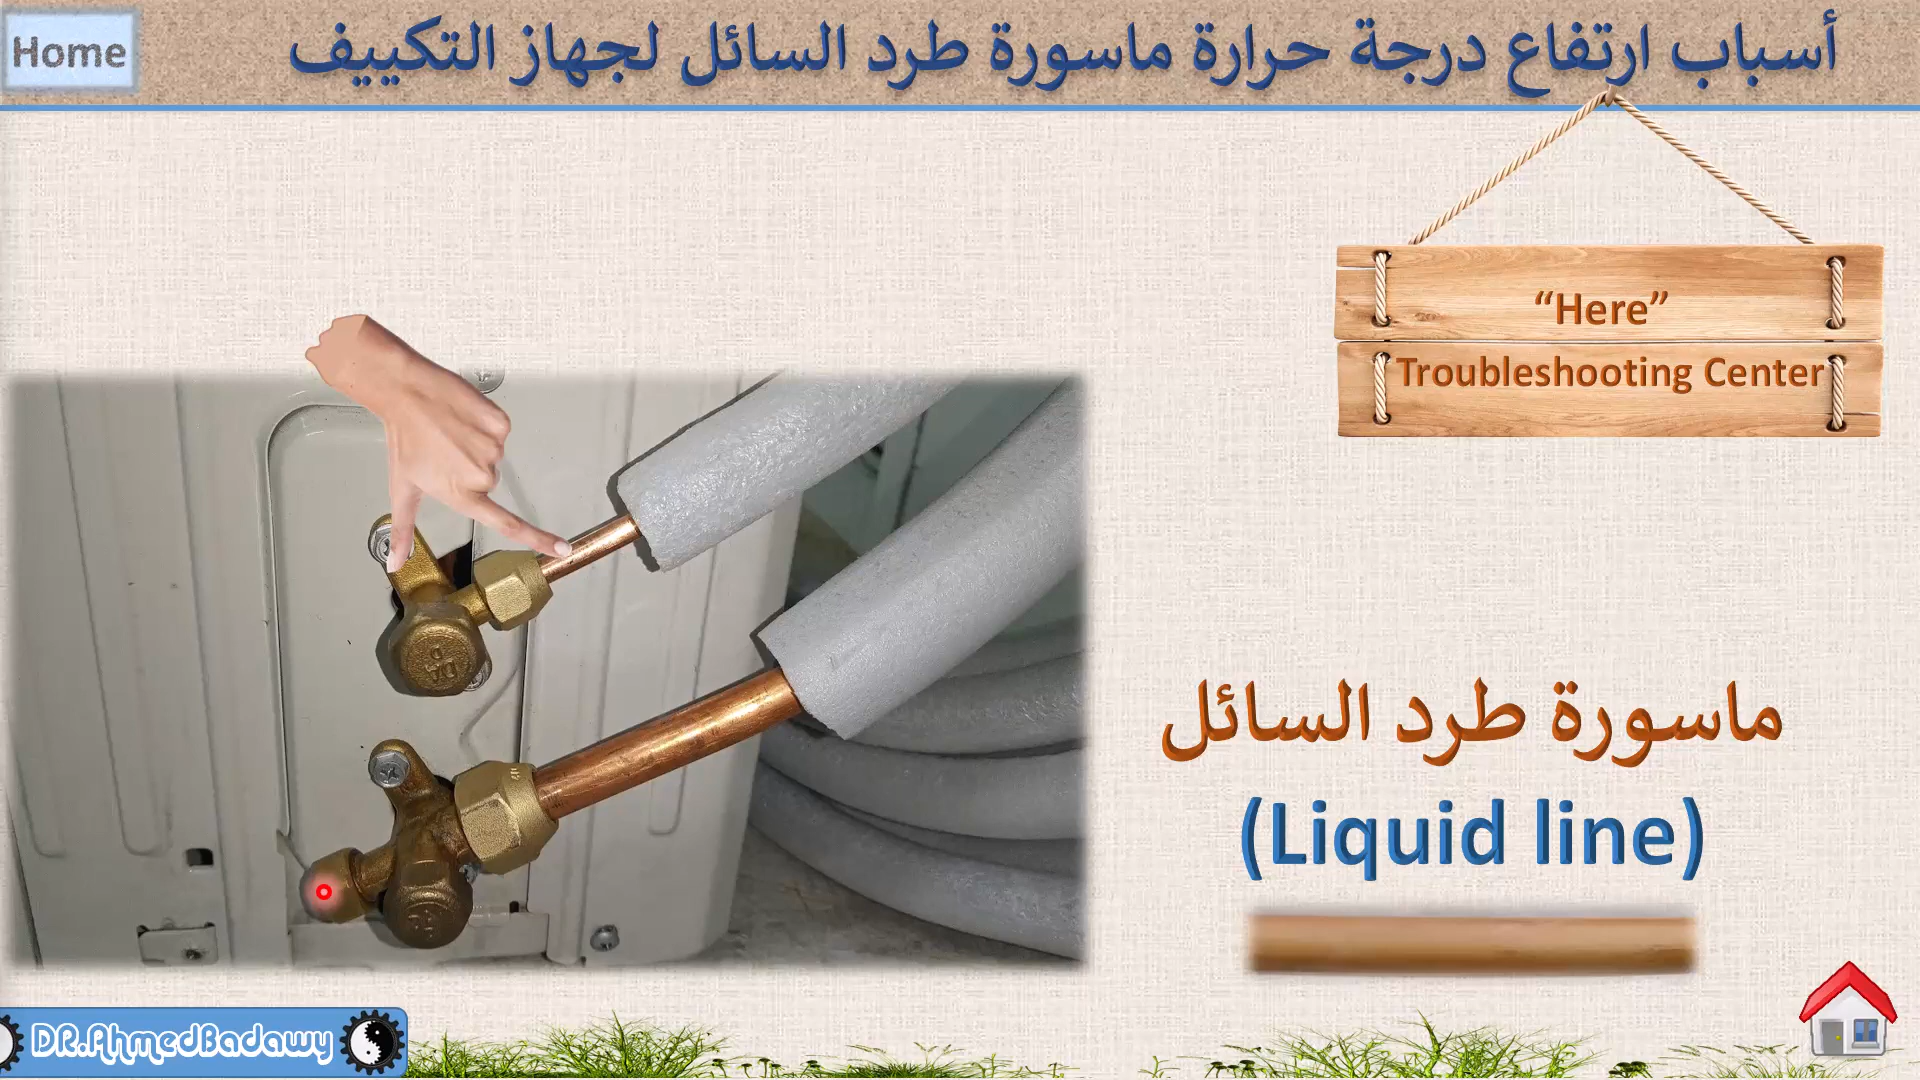 Home
أسباب ارتفاع درجة حرارة ماسورة طرد السائل لجهاز التكييف
“Here”
Troubleshooting Center
ماسورة طرد السائل
(Liquid line)
DR.AhmedBadawy